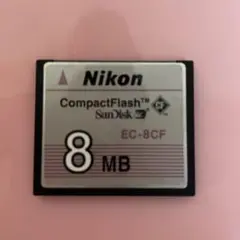 Nikon
CompactFlash™
SanDisk
EC-8CF
8 MB